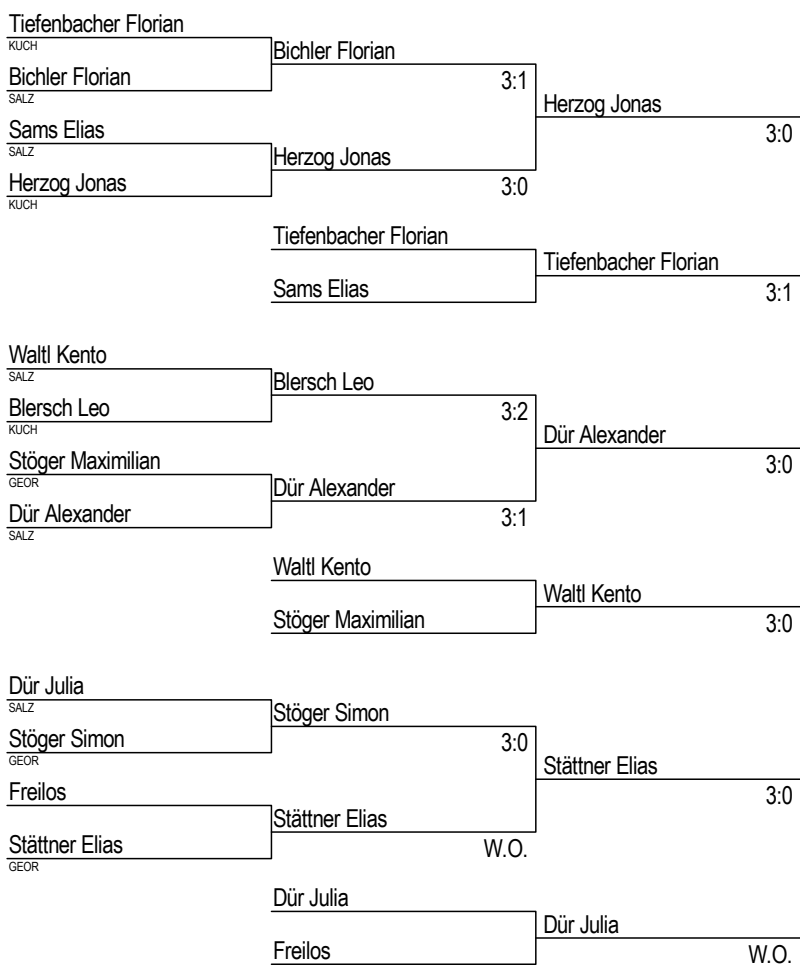 Tiefenbacher Florian
KUCH
Bichler Florian
Bichler Florian
SALZ
3:1
Herzog Jonas
Sams Elias
SALZ
3:0
Herzog Jonas
Herzog Jonas
KUCH
3:0
Tiefenbacher Florian
Tiefenbacher Florian
Sams Elias
3:1
Waltl Kento
SALZ
Blersch Leo
Blersch Leo
KUCH
3:2
Dür Alexander
Stöger Maximilian
GEOR
3:0
Dür Alexander
Dür Alexander
SALZ
3:1
Waltl Kento
Waltl Kento
Stöger Maximilian
3:0
Dür Julia
SALZ
Stöger Simon
Stöger Simon
GEOR
3:0
Stättner Elias
Freilos
3:0
Stättner Elias
Stättner Elias
GEOR
W.O.
Dür Julia
Dür Julia
Freilos
W.O.